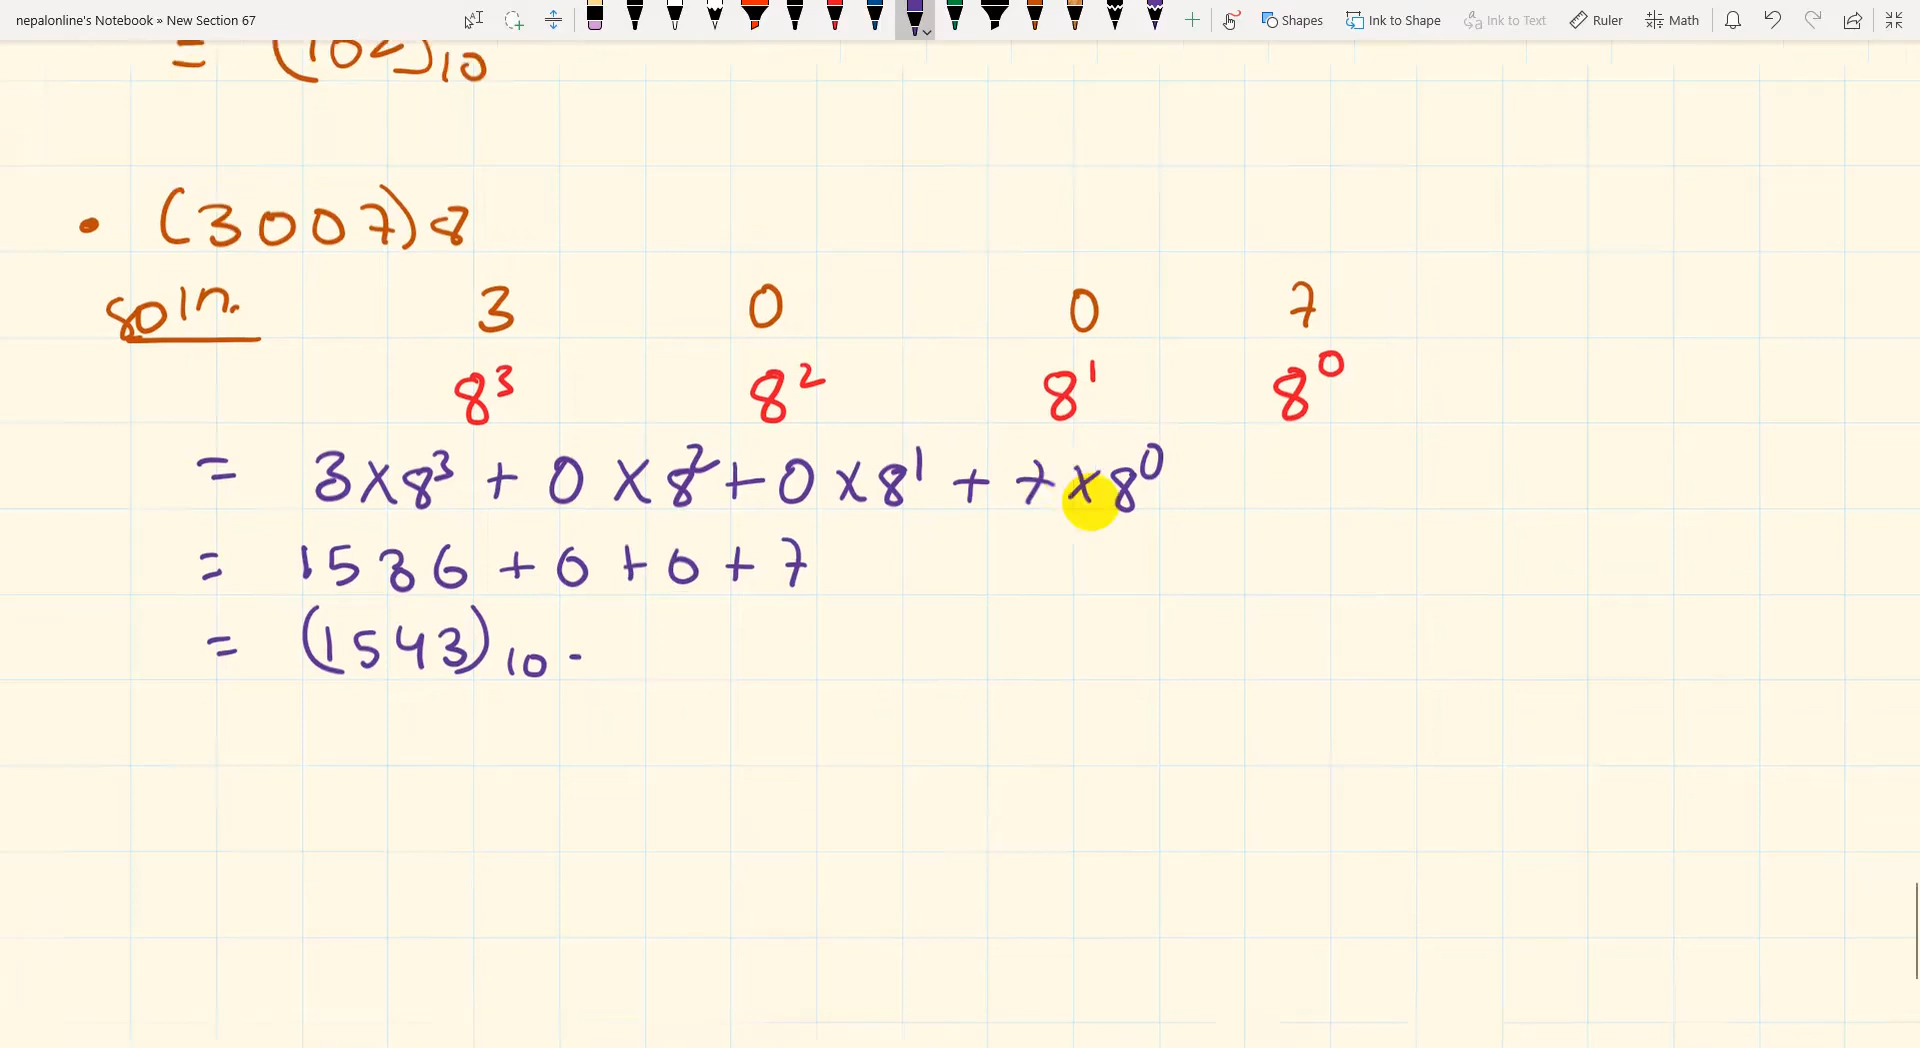 nepalonline's Notebook » New Section 67
Shapes Ink to Shape Ink to Text Ruler Math
= (102)₁₀
• (3007)₈
soln.
3 0 0 7
8³ 8² 8¹ 8⁰
= 3×8³ + 0×8² + 0×8¹ + 7×8⁰
= 1536 + 0 + 0 + 7
= (1543)₁₀.